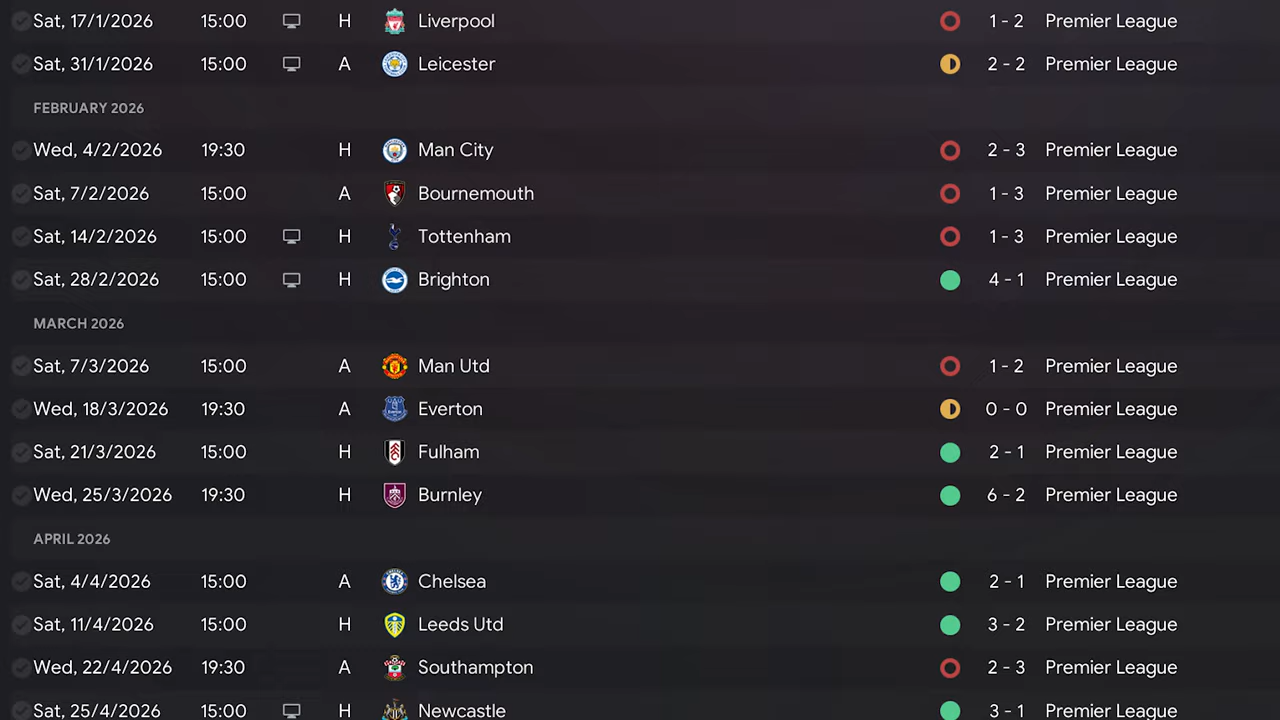 Sat, 17/1/2026 15:00 H Liverpool 1 - 2 Premier League
Sat, 31/1/2026 15:00 A Leicester 2 - 2 Premier League
FEBRUARY 2026
Wed, 4/2/2026 19:30 H Man City 2 - 3 Premier League
Sat, 7/2/2026 15:00 A Bournemouth 1 - 3 Premier League
Sat, 14/2/2026 15:00 H Tottenham 1 - 3 Premier League
Sat, 28/2/2026 15:00 H Brighton 4 - 1 Premier League
MARCH 2026
Sat, 7/3/2026 15:00 A Man Utd 1 - 2 Premier League
Wed, 18/3/2026 19:30 A Everton 0 - 0 Premier League
Sat, 21/3/2026 15:00 H Fulham 2 - 1 Premier League
Wed, 25/3/2026 19:30 H Burnley 6 - 2 Premier League
APRIL 2026
Sat, 4/4/2026 15:00 A Chelsea 2 - 1 Premier League
Sat, 11/4/2026 15:00 H Leeds Utd 3 - 2 Premier League
Wed, 22/4/2026 19:30 A Southampton 2 - 3 Premier League
Sat, 25/4/2026 15:00 H Newcastle 3 - 1 Premier League